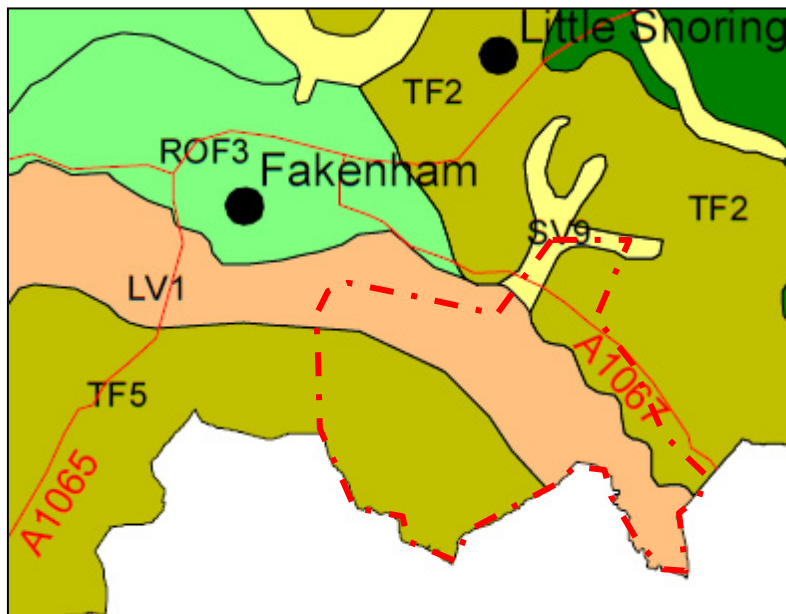 Little Snoring
TF2
ROF3
Fakenham
TF2
SV9
LV1
A1067
TF5
A1065